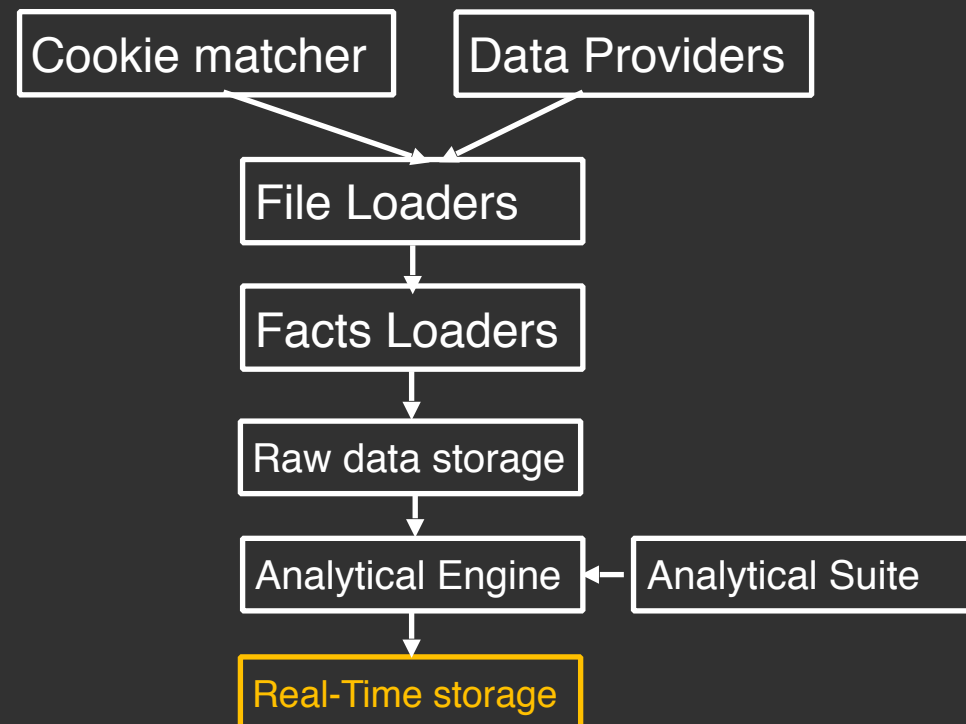 Cookie matcher
Data Providers
File Loaders
Facts Loaders
Raw data storage
Analytical Engine
Analytical Suite
Real-Time storage